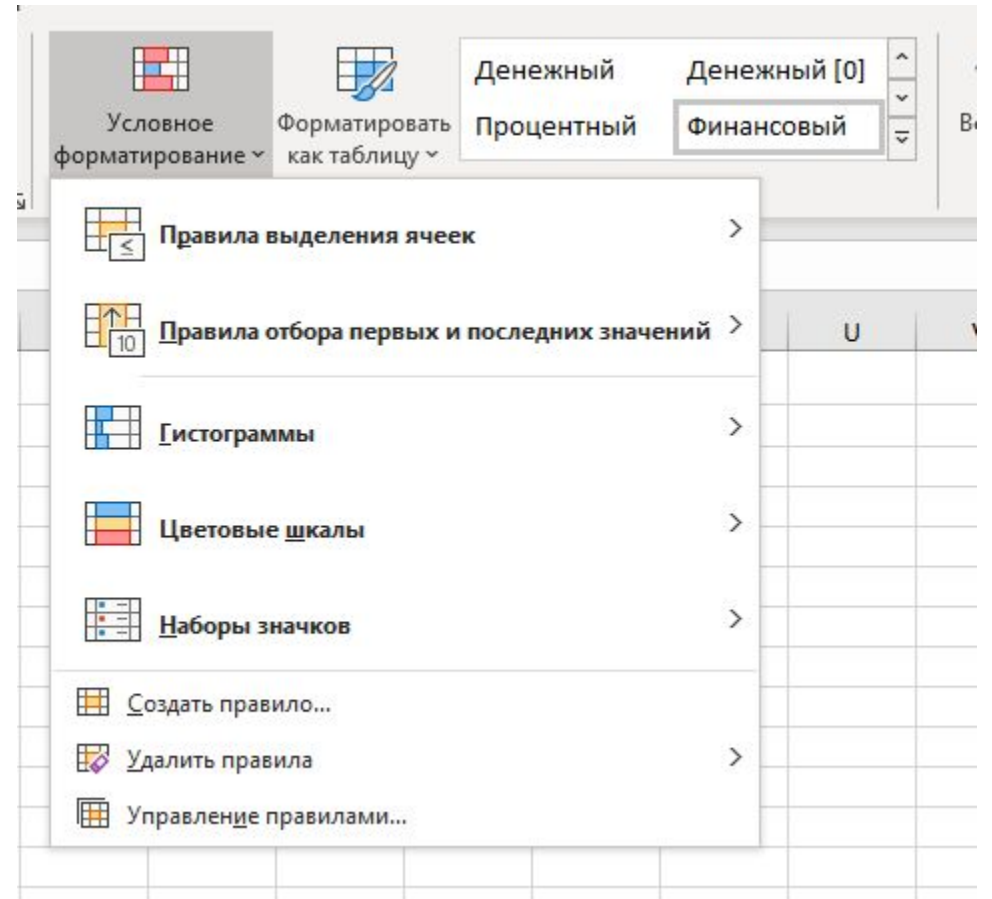 Условное
форматирование
Форматировать
как таблицу
Денежный
Денежный [0]
Процентный
Финансовый
≤
Правила выделения ячеек
10
Правила отбора первых и последних значений
U
Гистограммы
Цветовые шкалы
Наборы значков
Создать правило...
Удалить правила
Управление правилами...